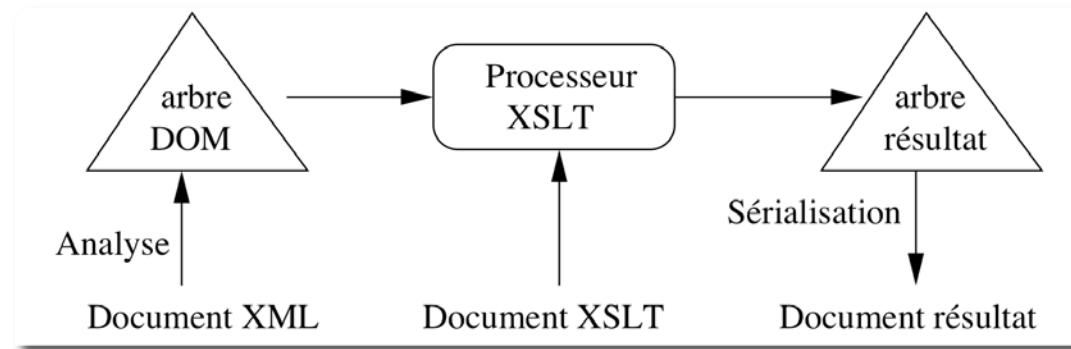 arbre
DOM
Processeur
XSLT
arbre
résultat
Analyse
Sérialisation
Document XML
Document XSLT
Document résultat